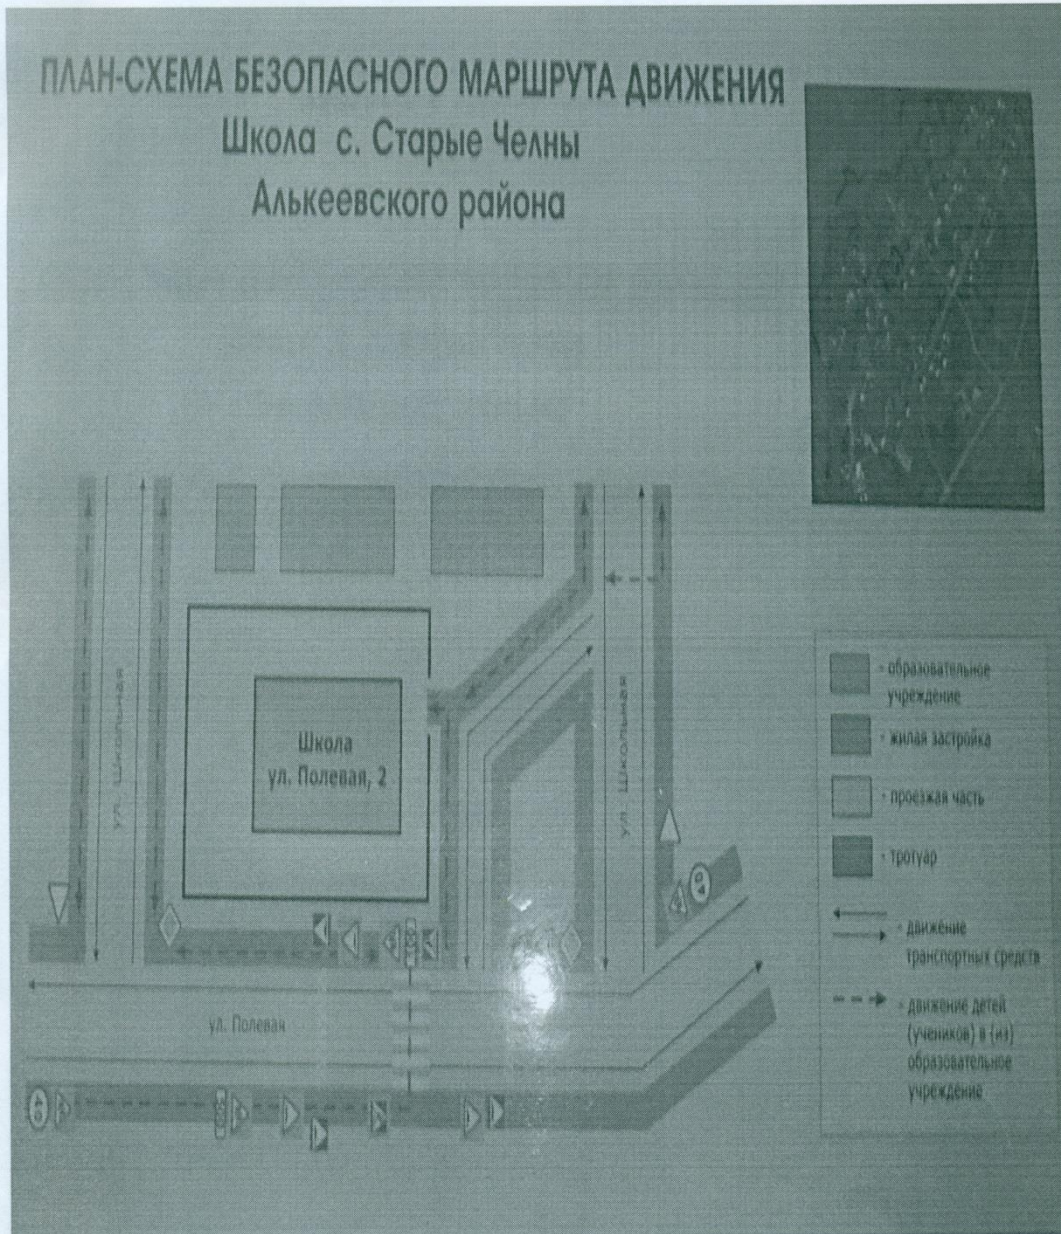 ПЛАН-СХЕМА БЕЗОПАСНОГО МАРШРУТА ДВИЖЕНИЯ
Школа с. Старые Челны
Алькеевского района
ул. Школьная
Школа
ул. Полевая, 2
ул. Школьная
ул. Полевая
- образовательное
учреждение
- жилая застройка
- проезжая часть
- тротуар
- движение
транспортных средств
- движение детей
(учеников) в (из)
образовательное
учреждение